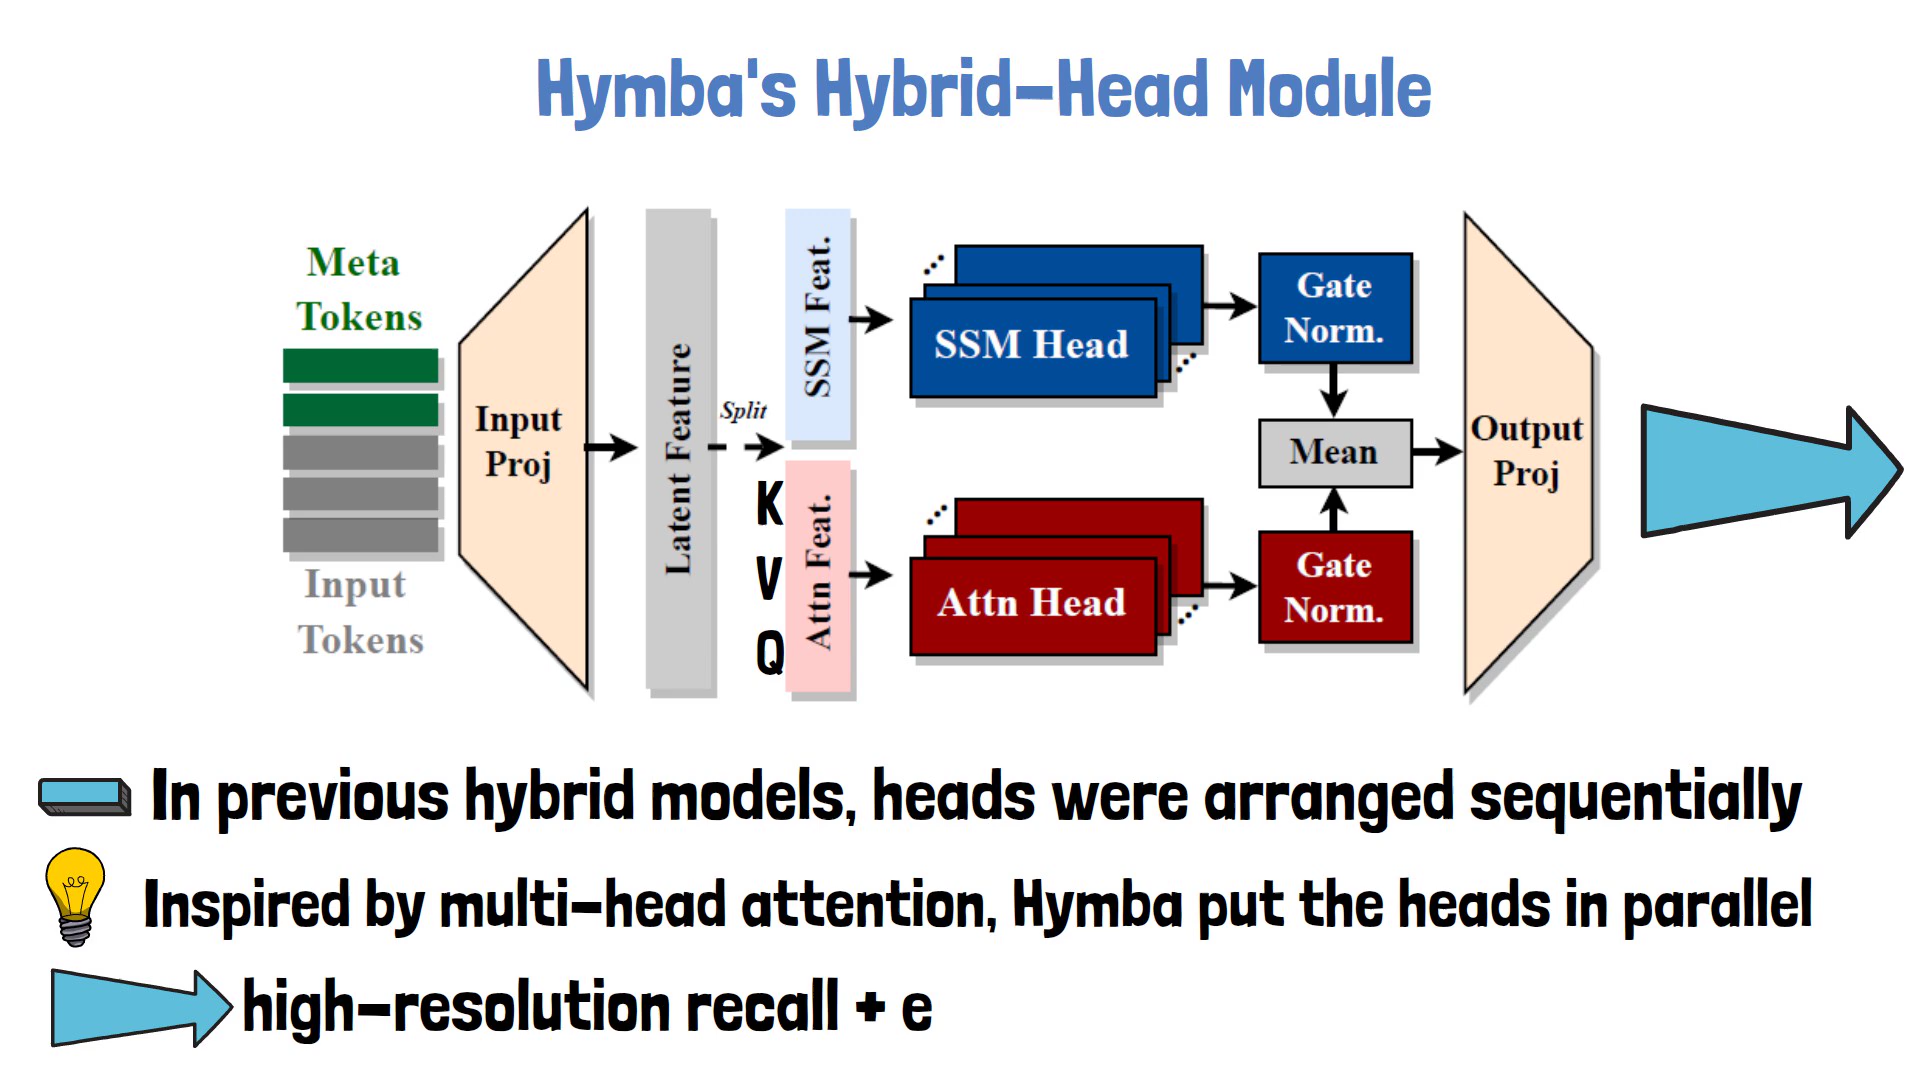 Hymba's Hybrid-Head Module
Meta
Tokens
Input
Tokens
Input
Proj
Latent Feature
Split
SSM Feat.
K
V
Q
Attn Feat.
SSM Head
Attn Head
Gate
Norm.
Mean
Gate
Norm.
Output
Proj
In previous hybrid models, heads were arranged sequentially
Inspired by multi-head attention, Hymba put the heads in parallel
high-resolution recall + e